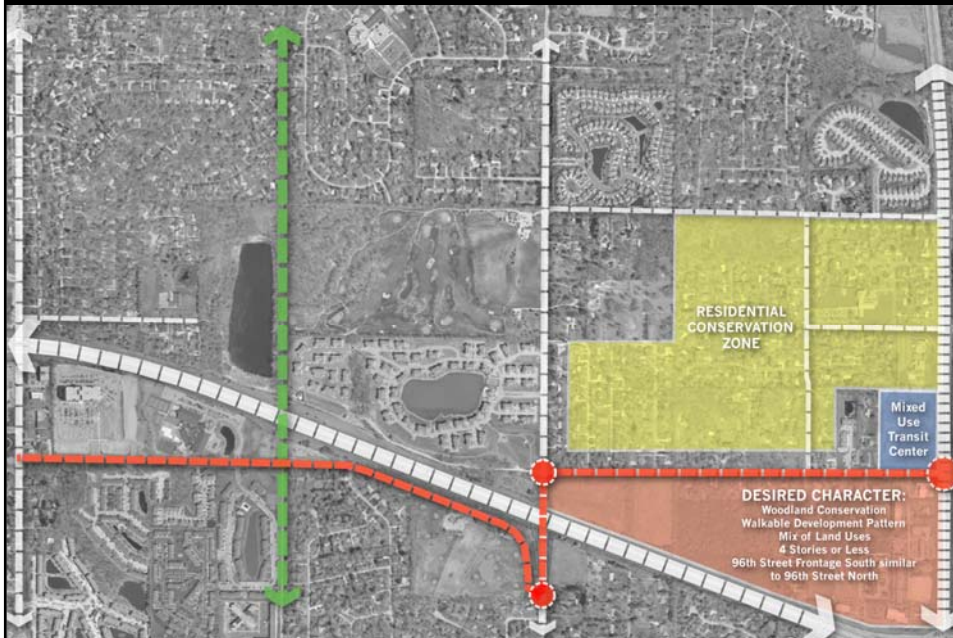 RESIDENTIAL
CONSERVATION
ZONE
Mixed
Use
Transit
Center
DESIRED CHARACTER:
Woodland Conservation
Walkable Development Pattern
Mix of Land Uses
4 Stories or Less
96th Street Frontage South similar
to 96th Street North